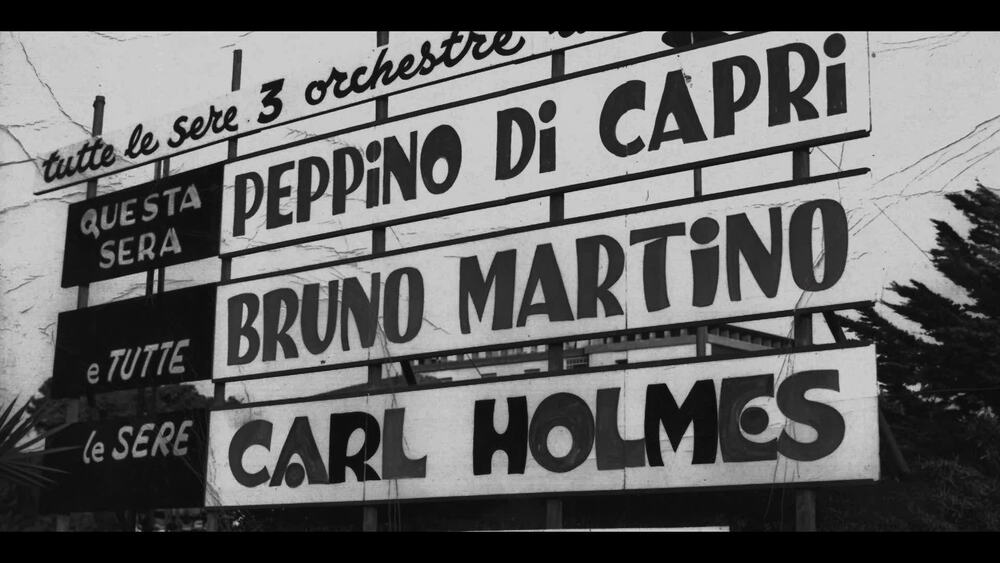 tutte le sere 3 orchestre
QUESTA SERA
PEPPiNO Di CAPRi
e TUTTE
BRUNO MARTiNO
le SERE
CARL HOLMES